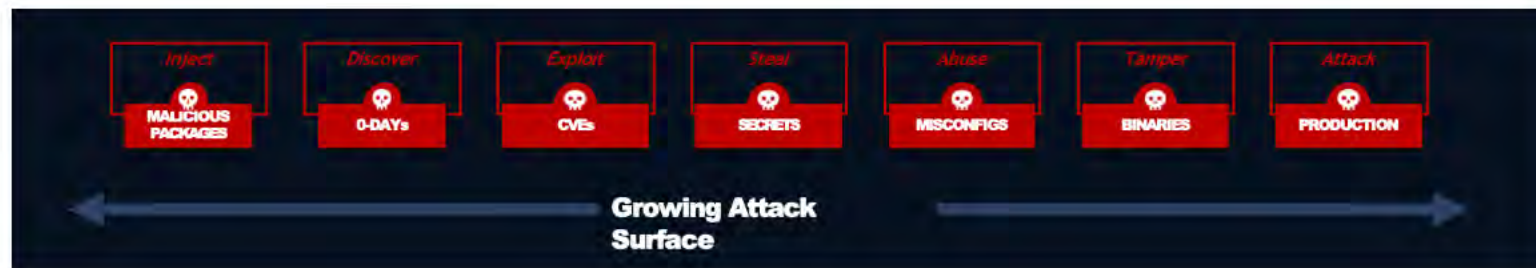 Inject
Discover
Exploit
Steal
Abuse
Tamper
Attack
MALICIOUS
PACKAGES
0-DAYs
CVEs
SECRETS
MISCONFIGS
BINARIES
PRODUCTION
Growing Attack
Surface